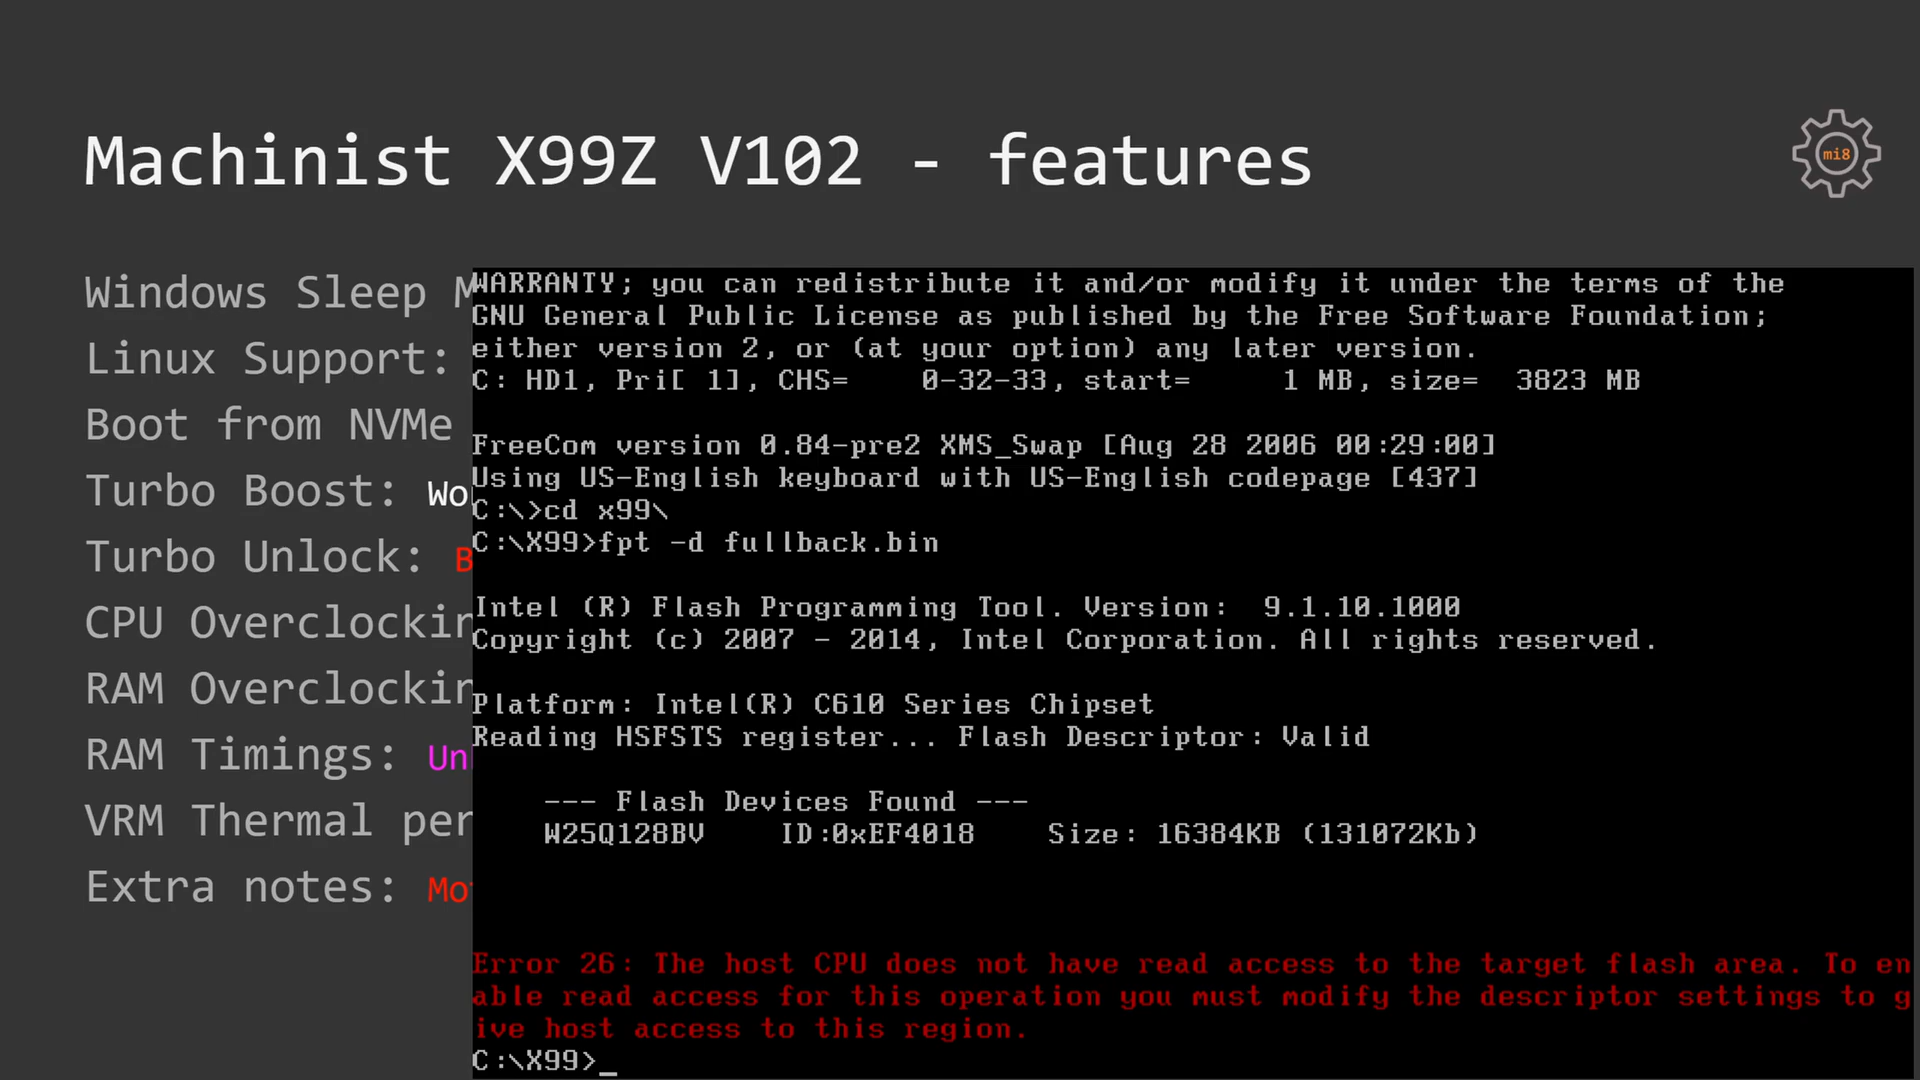 Machinist X99Z V102 - features
mi8
Windows Sleep
Linux Support:
Boot from NVMe
Turbo Boost:
Turbo Unlock:
CPU
RAM
RAM Timings:
VRM Thermal
Extra notes:
WARRANTY; you can redistribute it and/or modify it under the terms of the
GNU General Public License as published by the Free Software Foundation;
either version 2, or (at your option) any later version.
C: HD1, Pri[ 1], CHS=    0-32-33, start=     1 MB, size=  3823 MB
FreeCom version 0.84-pre2 XMS_Swap [Aug 28 2006 00:29:00]
Using US-English keyboard with US-English codepage [437]
C:\>cd x99\
C:\X99>fpt -d fullback.bin
Intel (R) Flash Programming Tool. Version:  9.1.10.1000
Copyright (c) 2007 - 2014, Intel Corporation. All rights reserved.
Platform: Intel(R) C610 Series Chipset
Reading HSFSTS register... Flash Descriptor: Valid
--- Flash Devices Found ---
W25Q128BV    ID:0xEF4018    Size: 16384KB (131072Kb)
Error 26: The host CPU does not have read access to the target flash area. To en
able read access for this operation you must modify the descriptor settings to g
ive host access to this region.
C:\X99>_